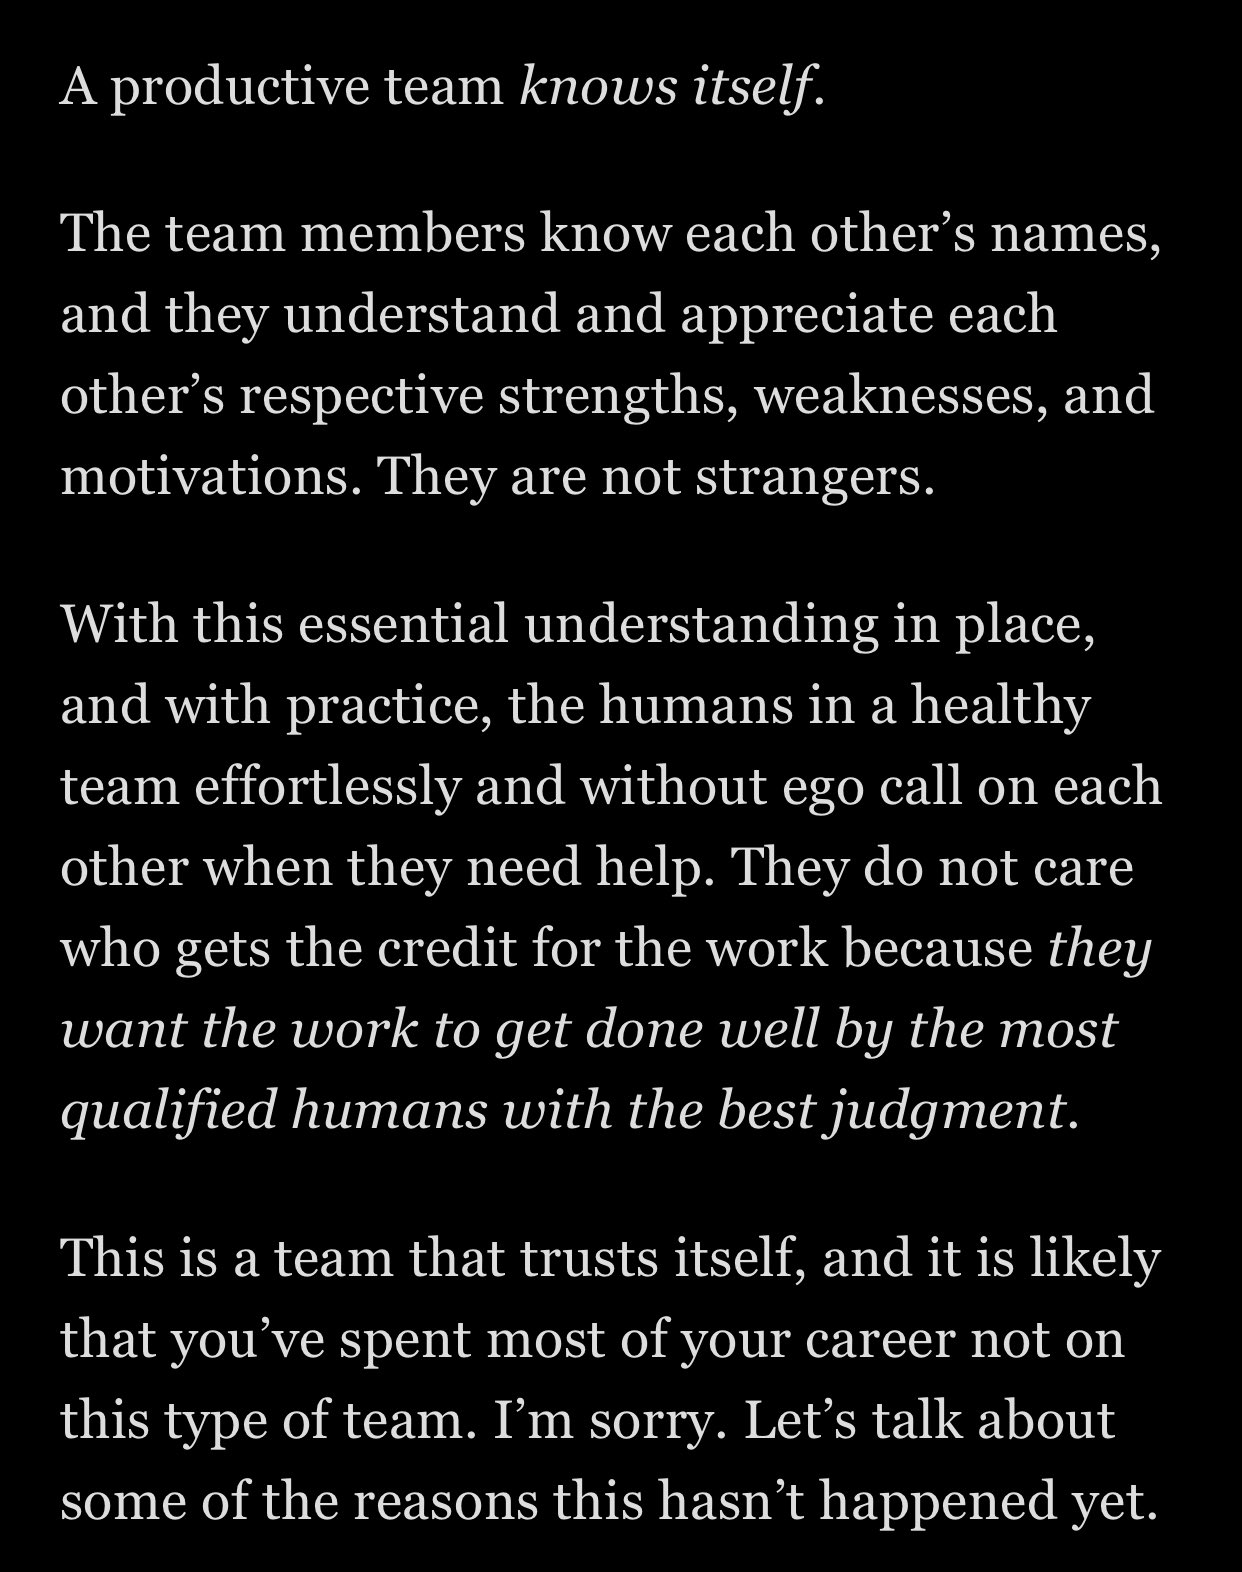 A productive team knows itself.
The team members know each other’s names,
and they understand and appreciate each
other’s respective strengths, weaknesses, and
motivations. They are not strangers.
With this essential understanding in place,
and with practice, the humans in a healthy
team effortlessly and without ego call on each
other when they need help. They do not care
who gets the credit for the work because they
want the work to get done well by the most
qualified humans with the best judgment.
This is a team that trusts itself, and it is likely
that you’ve spent most of your career not on
this type of team. I’m sorry. Let’s talk about
some of the reasons this hasn’t happened yet.